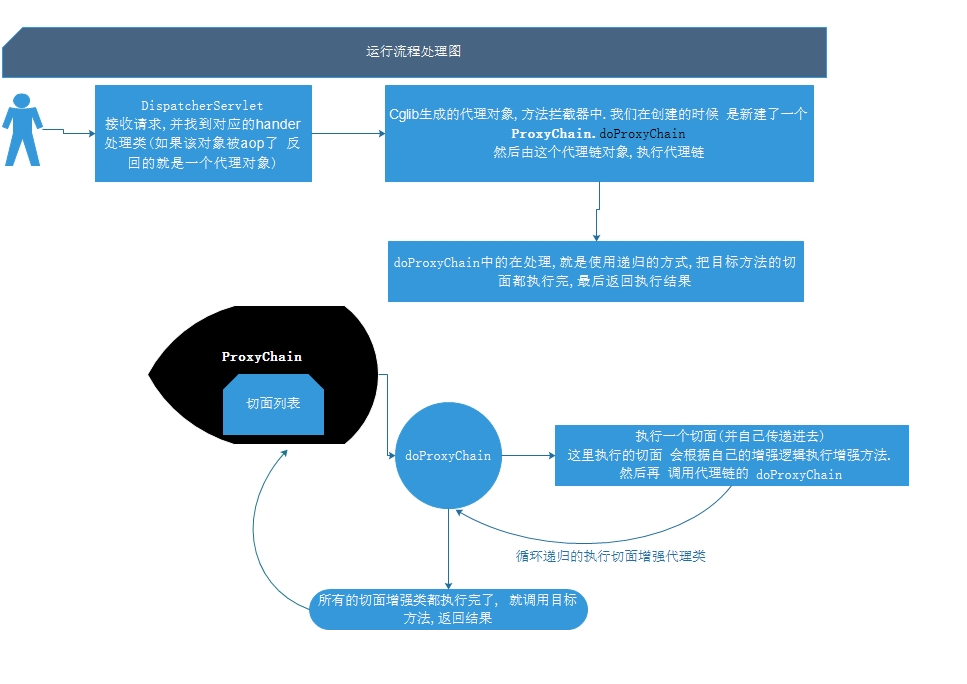 运行流程处理图
DispatcherServlet
接收请求,并找到对应的hander
处理类(如果该对象被aop了 反
回的就是一个代理对象)
Cglib生成的代理对象,方法拦截器中.我们在创建的时候 是新建了一个
ProxyChain.doProxyChain
然后由这个代理链对象,执行代理链
doProxyChain中的在处理,就是使用递归的方式,把目标方法的切
面都执行完,最后返回执行结果
ProxyChain
切面列表
doProxyChain
执行一个切面(并自己传递进去)
这里执行的切面 会根据自己的增强逻辑执行增强方法.
然后再 调用代理链的 doProxyChain
循环递归的执行切面增强代理类
所有的切面增强类都执行完了, 就调用目标
方法,返回结果